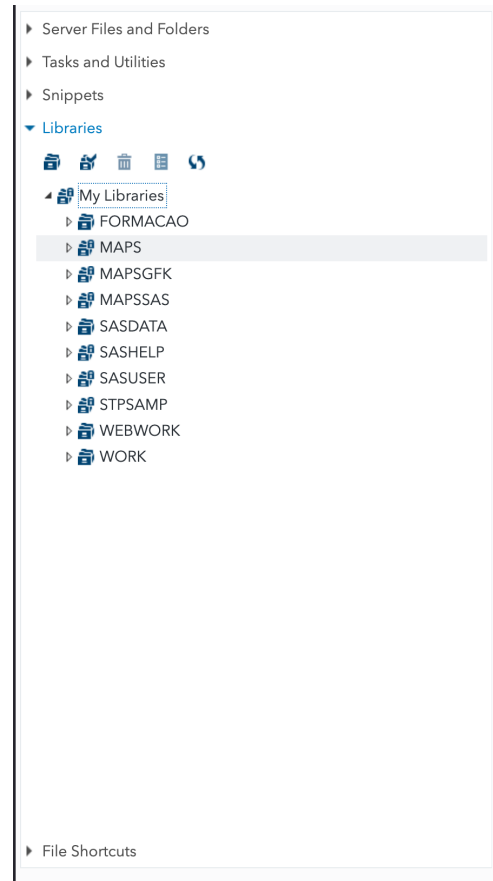 Server Files and Folders
Tasks and Utilities
Snippets
Libraries
My Libraries
FORMACAO
MAPS
MAPSGFK
MAPSSAS
SASDATA
SASHELP
SASUSER
STPSAMP
WEBWORK
WORK
File Shortcuts